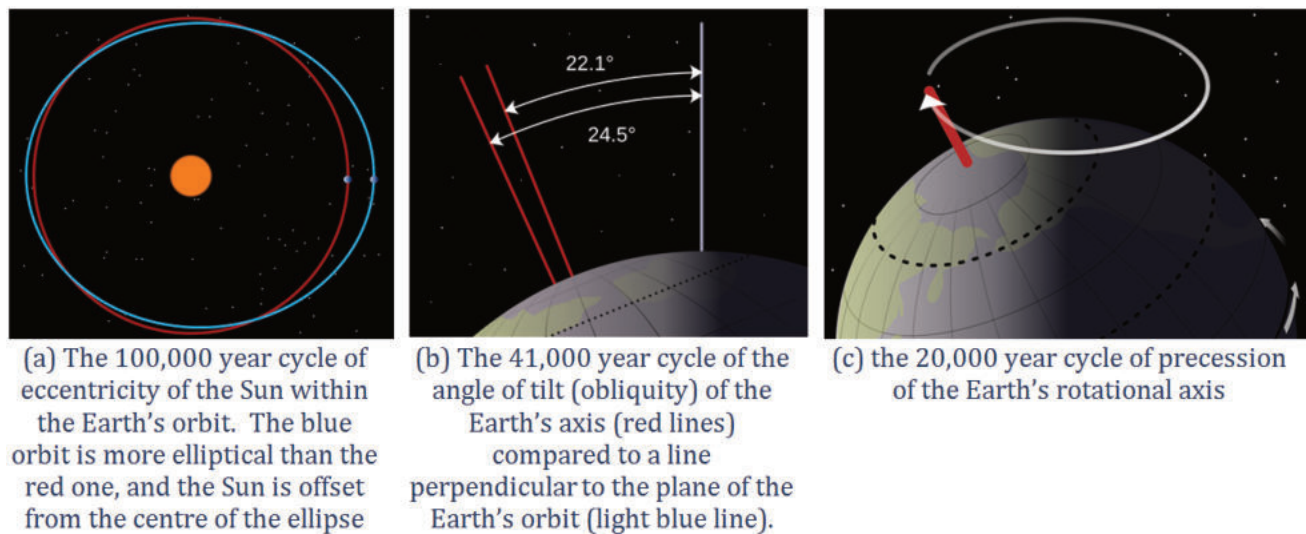 22.1°
24.5°
(a) The 100,000 year cycle of
eccentricity of the Sun within
the Earth's orbit. The blue
orbit is more elliptical than the
red one, and the Sun is offset
from the centre of the ellipse
(b) The 41,000 year cycle of the
angle of tilt (obliquity) of the
Earth's axis (red lines)
compared to a line
perpendicular to the plane of the
Earth's orbit (light blue line).
(c) the 20,000 year cycle of precession
of the Earth's rotational axis